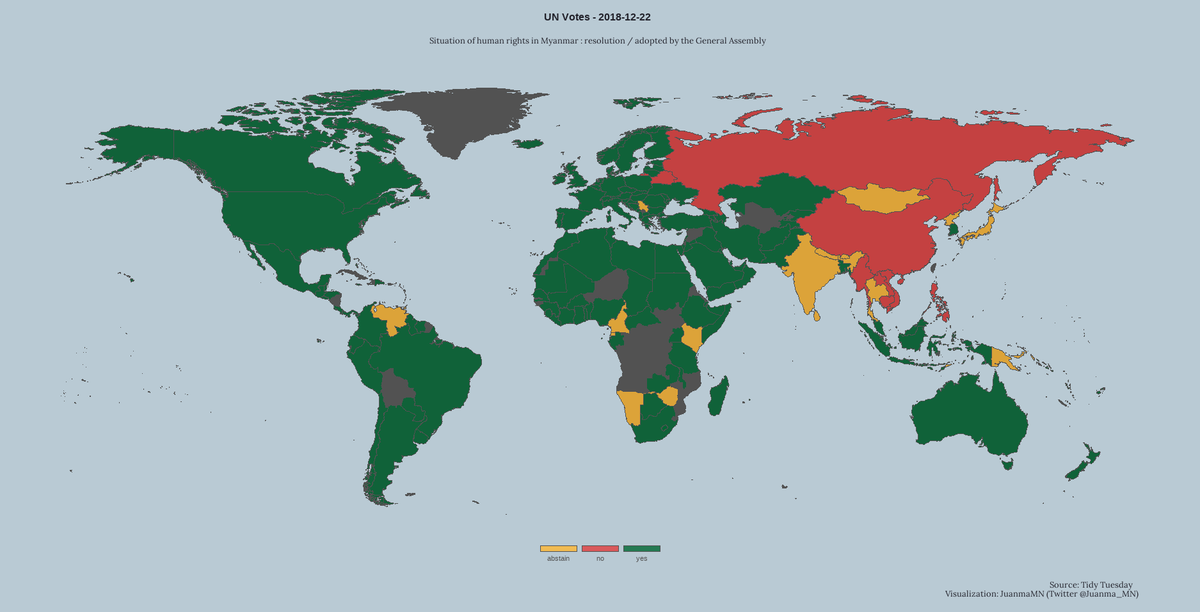 UN Votes - 2018-12-22
Situation of human rights in Myanmar : resolution / adopted by the General Assembly
abstain no yes
Source: Tidy Tuesday
Visualization: JuanmaMN (Twitter @Juanma_MN)